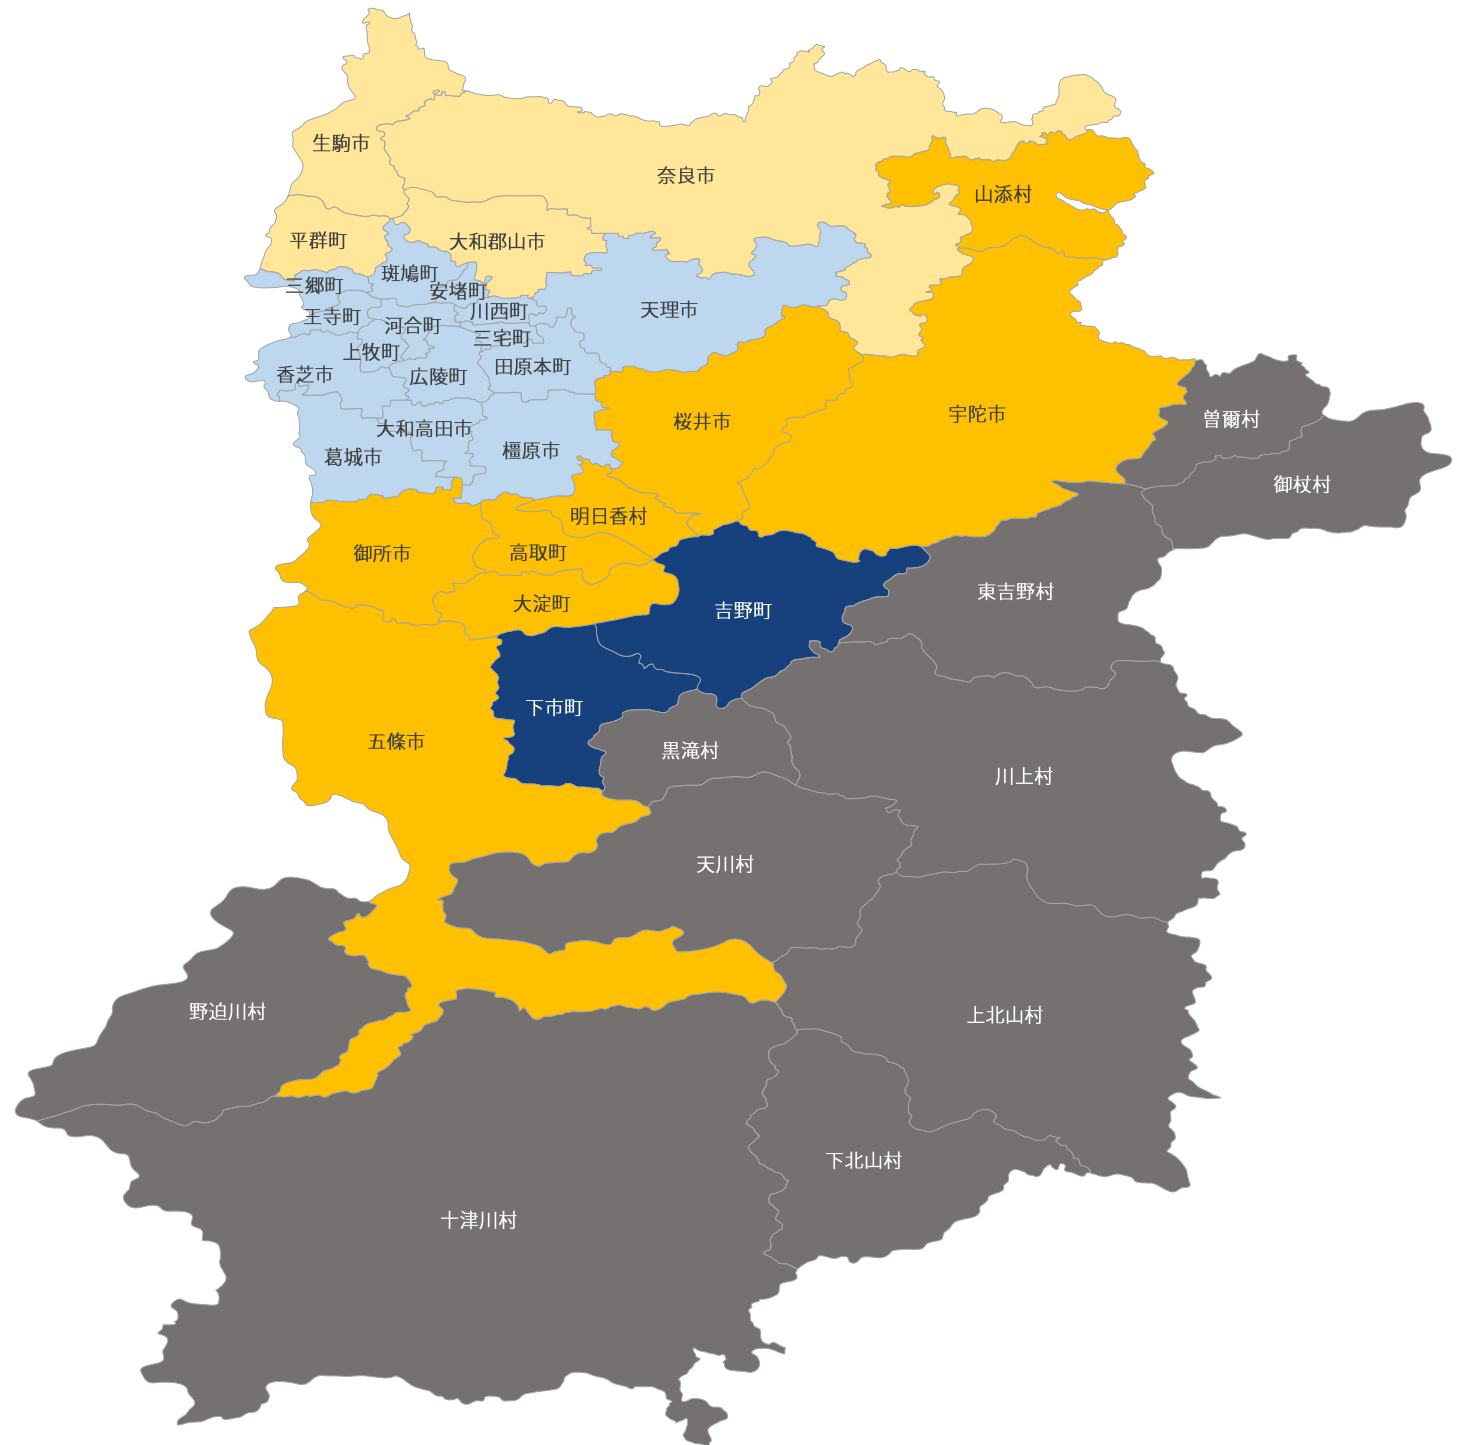 生駒市
奈良市
山添村
平群町
大和郡山市
斑鳩町
三郷町
安堵町
天理市
川西町
王寺町
河合町
三宅町
上牧町
田原本町
香芝市
広陵町
宇陀市
曽爾村
桜井市
大和高田市
橿原市
葛城市
御杖村
明日香村
御所市
高取町
東吉野村
大淀町
吉野町
下市町
五條市
黒滝村
川上村
天川村
野迫川村
上北山村
下北山村
十津川村